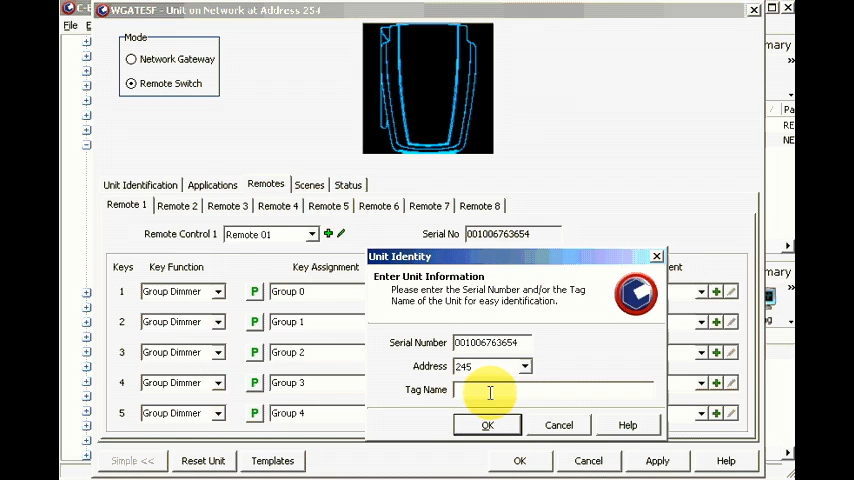 WGATE5F - Unit on Network at Address 254
File
E
Mode
Network Gateway
Remote Switch
mary
»
Pa
RE
NE
Unit Identification
Applications
Remotes
Scenes
Status
Remote 1
Remote 2
Remote 3
Remote 4
Remote 5
Remote 6
Remote 7
Remote 8
Remote Control 1
Remote 01
Serial No
001006763654
Keys
Key Function
Key Assignment
ent
1 Group Dimmer P Group 0
2 Group Dimmer P Group 1
3 Group Dimmer P Group 2
4 Group Dimmer P Group 3
5 Group Dimmer P Group 4
Unit Identity
Enter Unit Information
Please enter the Serial Number and/or the Tag
Name of the Unit for easy identification.
Serial Number 001006763654
Address 245
Tag Name
OK
Cancel
Help
mary
»
g
Simple <<
Reset Unit
Templates
OK
Cancel
Apply
Help